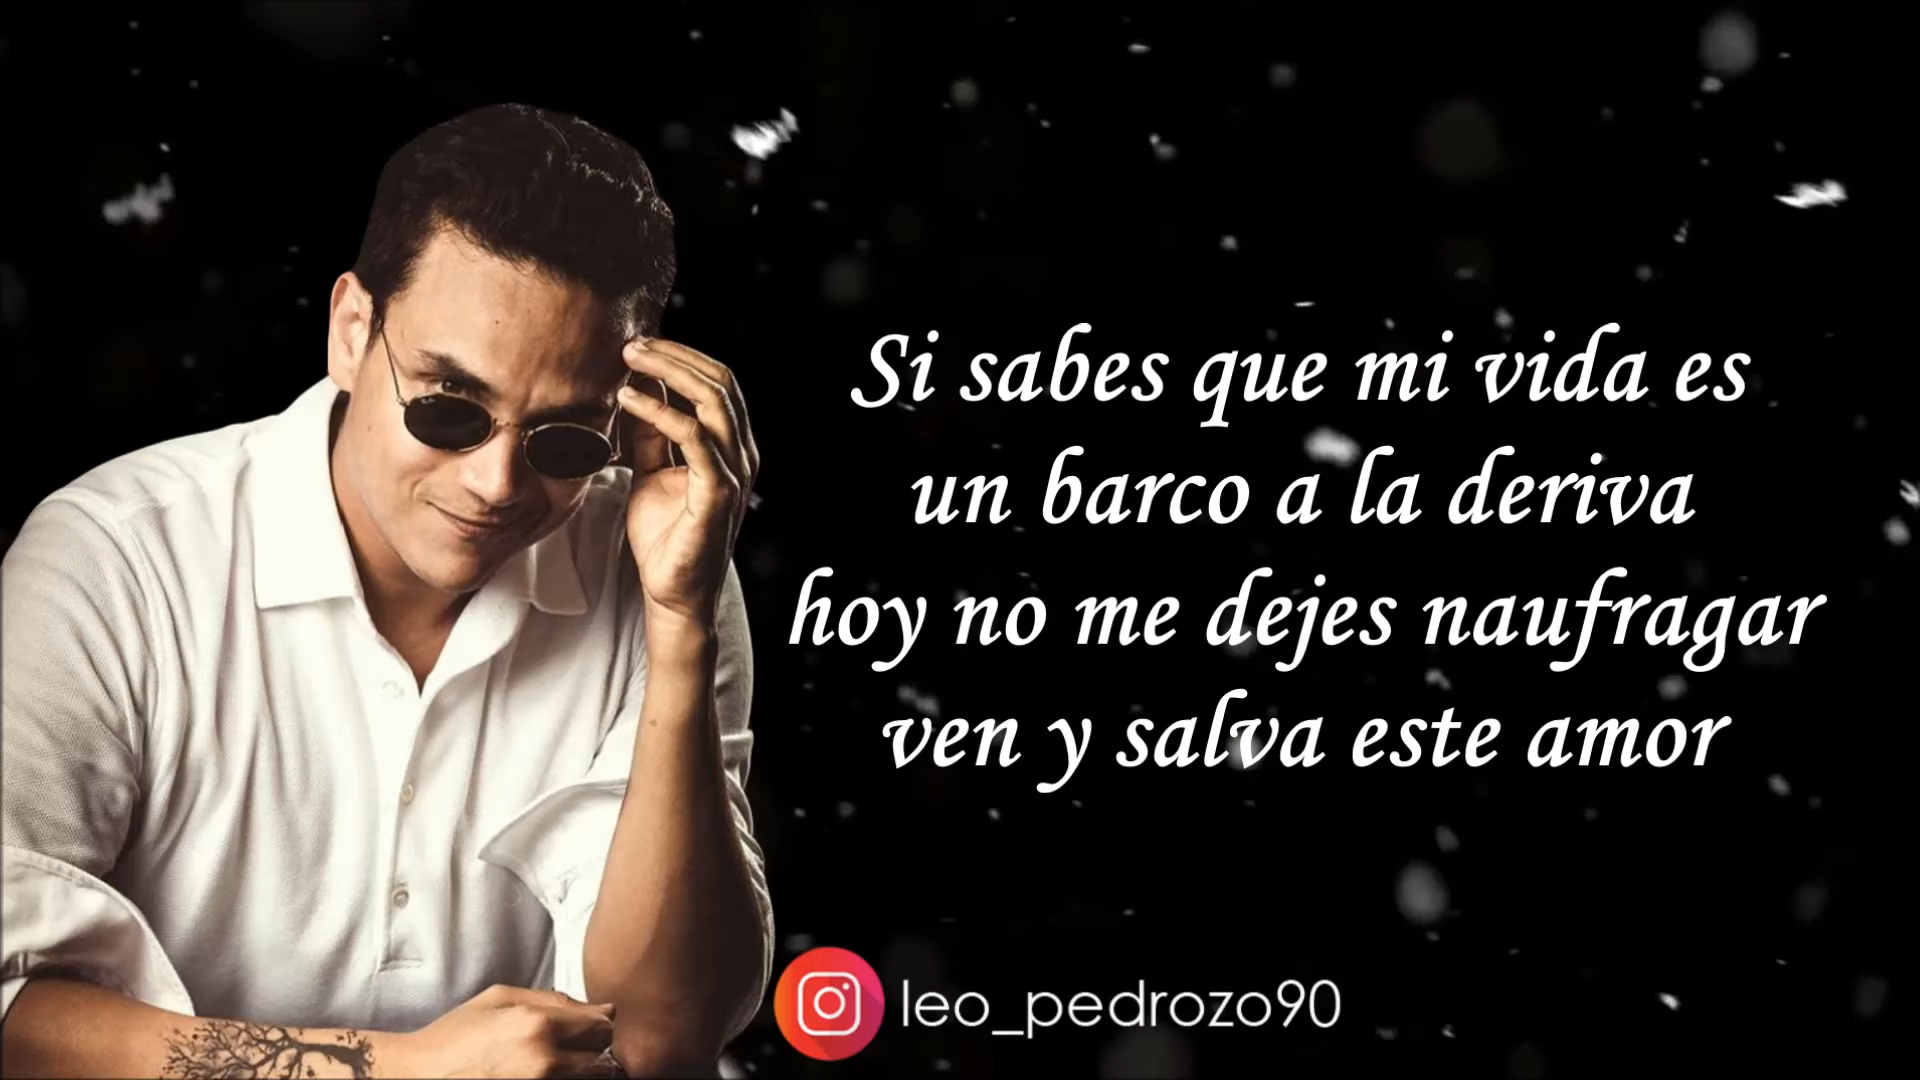 Si sabes que mi vida es
un barco a la deriva
hoy no me dejes naufragar
ven y salva este amor
leo_pedrozo90